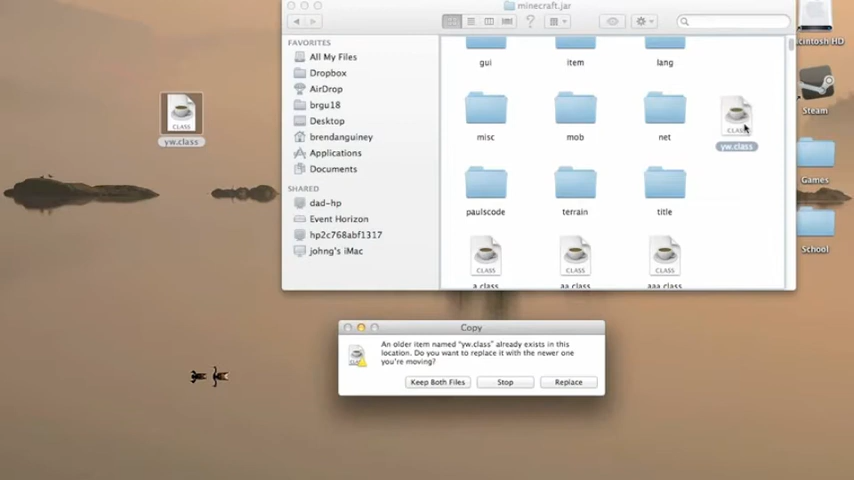 minecraft.jar
FAVORITES
All My Files
Dropbox
AirDrop
brgu18
Desktop
brendanguiney
Applications
Documents
SHARED
dad-hp
Event Horizon
hp2c768abf1317
johng's iMac
gui
item
lang
misc
mob
net
CLASS
yw.class
paulscode
terrain
title
CLASS
CLASS
CLASS
a.class
aa.class
aaa.class
CLASS
yw.class
cintosh HD
Steam
Games
School
Copy
An older item named "yw.class" already exists in this
location. Do you want to replace it with the newer one
you're moving?
Keep Both Files
Stop
Replace